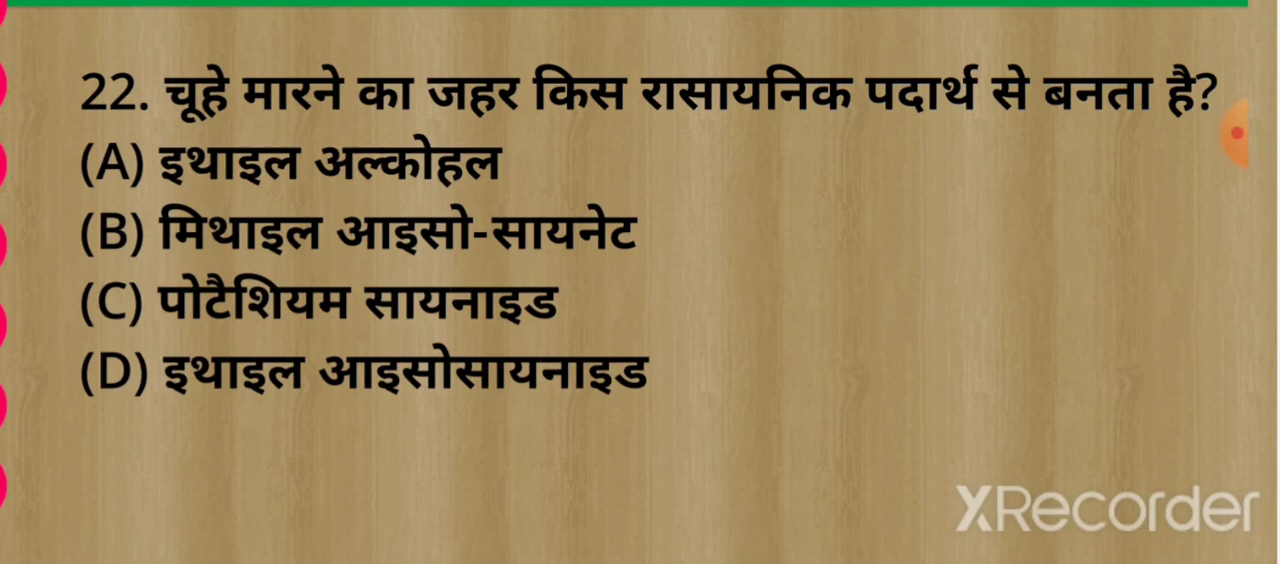 22. चूहे मारने का जहर किस रासायनिक पदार्थ से बनता है?
(A) इथाइल अल्कोहल
(B) मिथाइल आइसो-सायनेट
(C) पोटैशियम सायनाइड
(D) इथाइल आइसोसायनाइड
XRecorder